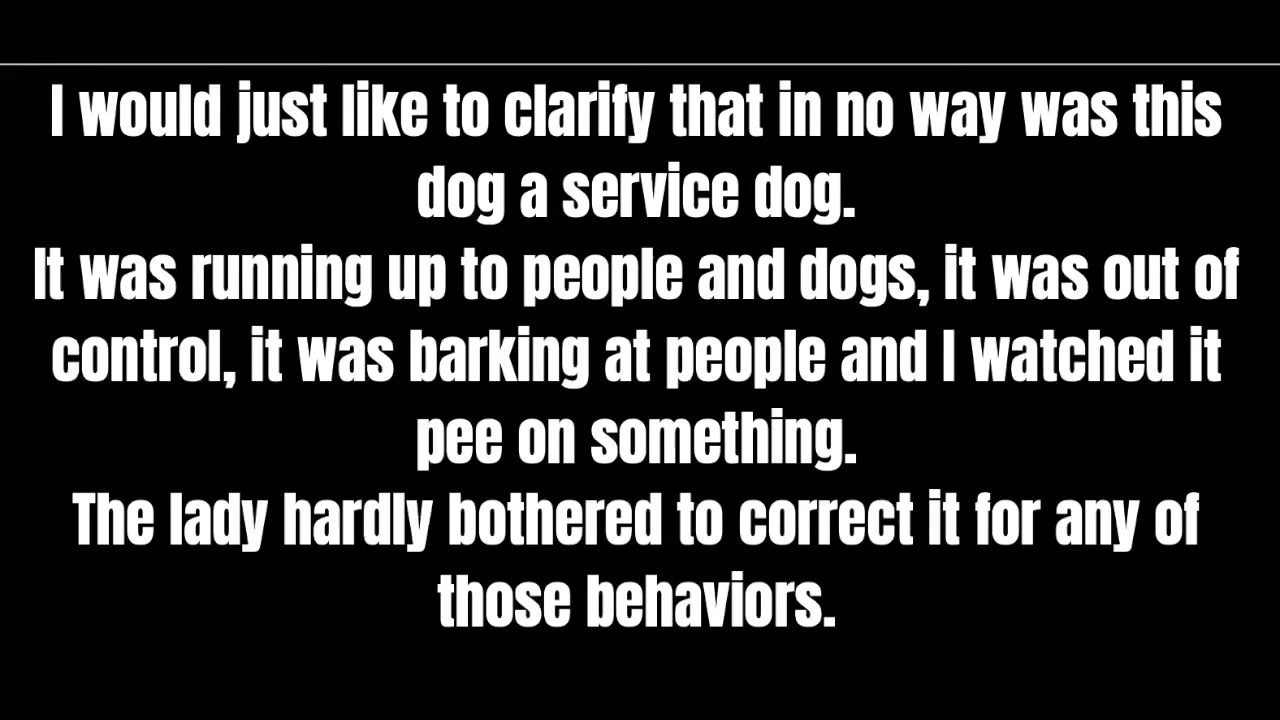 I would just like to clarify that in no way was this
dog a service dog.
It was running up to people and dogs, it was out of
control, it was barking at people and I watched it
pee on something.
The lady hardly bothered to correct it for any of
those behaviors.